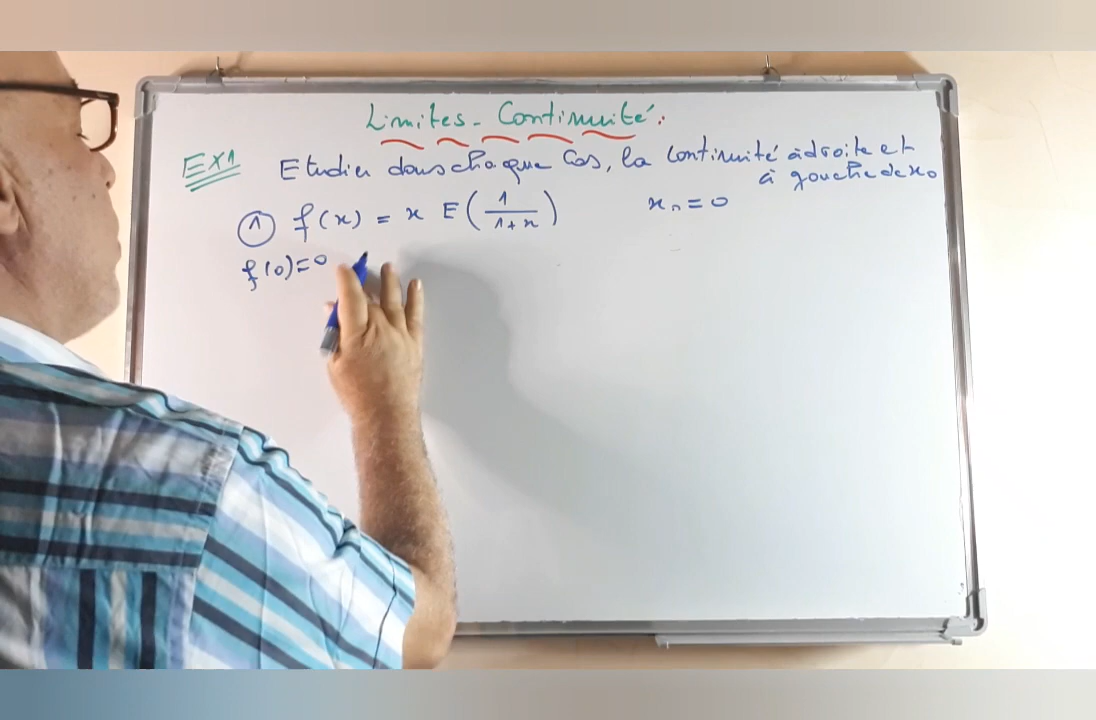 Limites - Continuité :
EX1 Etudier dans chaque Cas, la Continuité à droite et
à gauche de x0
① f(x) = x E(1/(1+x)) x0 = 0
f(0)=0